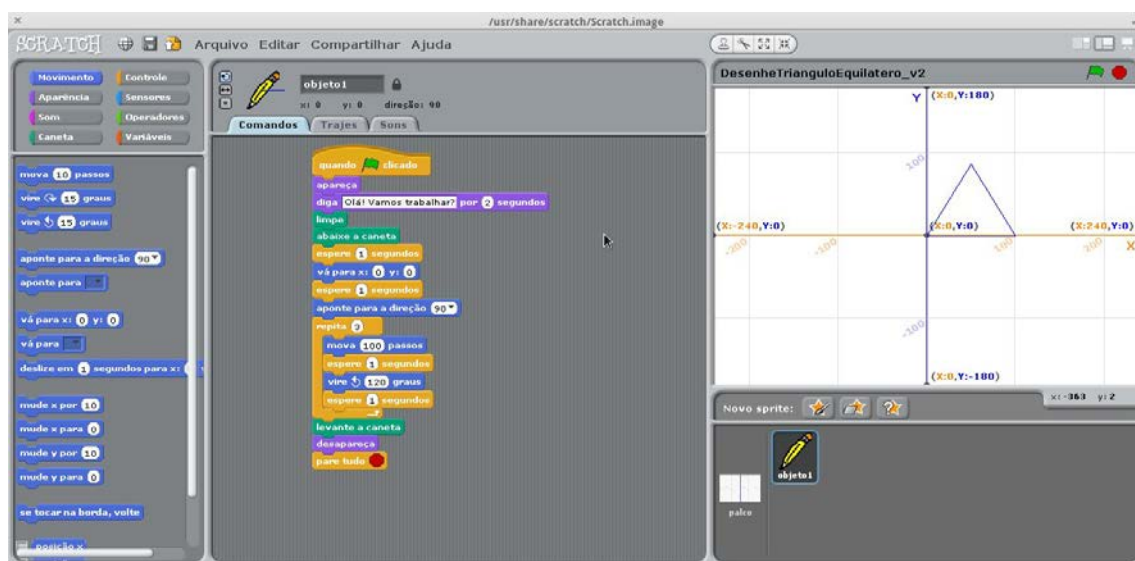 /usr/share/scratch/Scratch.image
SCRATCH Arquivo Editar Compartilhar Ajuda
Movimento Controle
Aparência Sensores
Som Operadores
Caneta Variáveis
mova 10 passos
vire 15 graus
vire 15 graus
aponte para a direção 90
aponte para
vá para x: 0 y: 0
vá para
deslize em 1 segundos para x:
mude x por 10
mude x para 0
mude y por 10
mude y para 0
se tocar na borda, volte
posição x
objeto1
x: 0 y: 0 direção: 90
Comandos Trajes Sons
quando clicado
apareça
diga Olá! Vamos trabalhar? por 2 segundos
limpe
abaixe a caneta
espere 1 segundos
vá para x: 0 y: 0
espere 1 segundos
aponte para a direção 90
repita
mova 100 passos
espere 1 segundos
vire 120 graus
espere 1 segundos
levante a caneta
desapareça
pare tudo
DesenheTrianguloEquilatero_v2
Y (X:0,Y:180)
100
(X:-240,Y:0) (X:0,Y:0) (X:240,Y:0)
-200 -100 100 200 X
-100
(X:0,Y:-180)
x: -363 y: 2
Novo sprite:
objeto1
palco